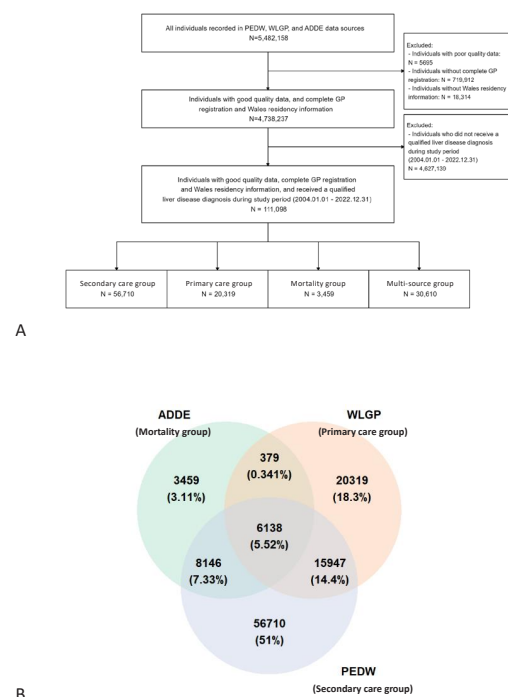 All individuals recorded in PEDW, WLGP, and ADDE data sources
N=5,482,158
Excluded:
- Individuals with poor quality data:
N = 5695
- Individuals without complete GP
registration: N = 719,912
- Individuals without Wales residency
information: N = 18,314
Individuals with good quality data, and complete GP
registration and Wales residency information
N=4,738,237
Excluded:
- Individuals who did not receive a
qualified liver disease diagnosis
during study period
(2004.01.01 - 2022.12.31)
N = 4,627,139
Individuals with good quality data, complete GP registration
and Wales residency information, and received a qualified
liver disease diagnosis during study period (2004.01.01 - 2022.12.31)
N = 111,098
Secondary care group
N = 56,710
Primary care group
N = 20,319
Mortality group
N = 3,459
Multi-source group
N = 30,610
A
ADDE
(Mortality group)
WLGP
(Primary care group)
379
(0.341%)
3459
(3.11%)
20319
(18.3%)
6138
(5.52%)
8146
(7.33%)
15947
(14.4%)
56710
(51%)
PEDW
(Secondary care group)
B